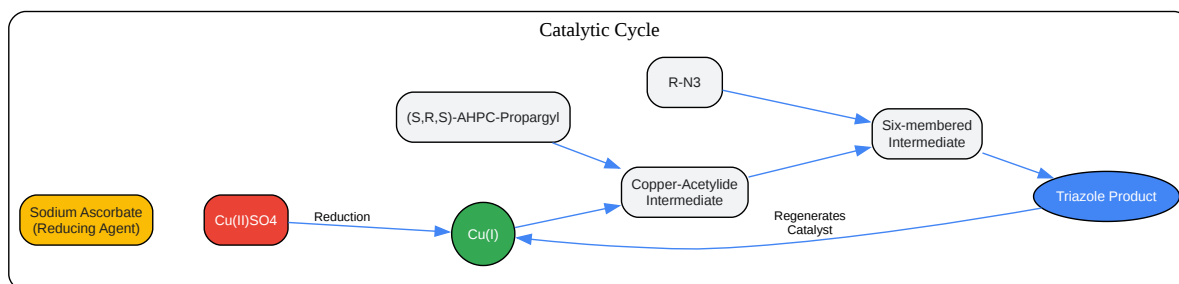 Catalytic Cycle
R-N3
(S,R,S)-AHPC-Propargyl
Six-membered
Intermediate
Copper-Acetylide
Intermediate
Triazole Product
Sodium Ascorbate
(Reducing Agent)
Cu(II)SO4
Reduction
Cu(I)
Regenerates
Catalyst